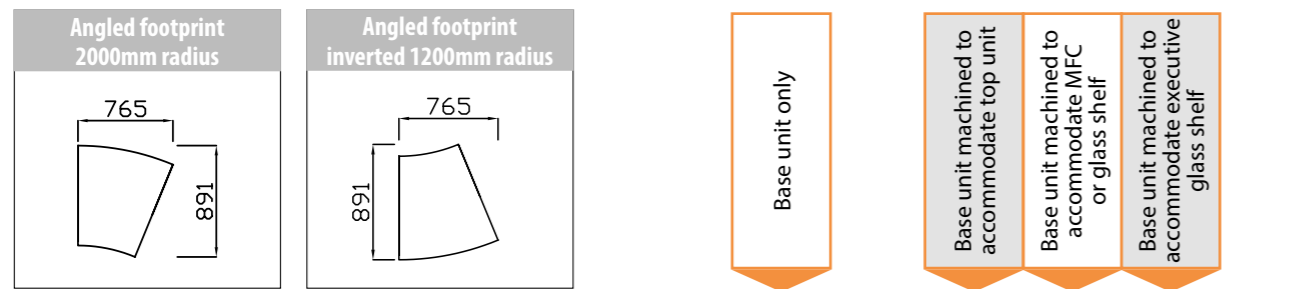 Angled footprint
2000mm radius
765
891
Angled footprint
inverted 1200mm radius
765
891
Base unit only
Base unit machined to
accommodate top unit
Base unit machined to
accommodate MFC
or glass shelf
Base unit machined to
accommodate executive
glass shelf